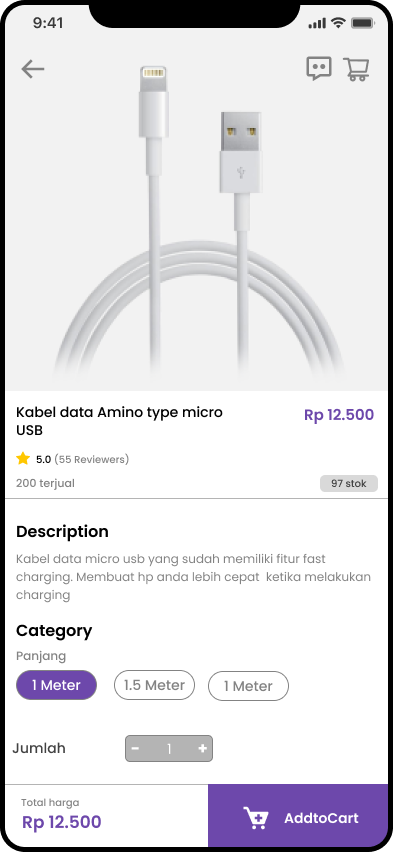 9:41
Kabel data Amino type micro
USB
Rp 12.500
5.0 (55 Reviewers)
200 terjual
97 stok
Description
Kabel data micro usb yang sudah memiliki fitur fast
charging. Membuat hp anda lebih cepat ketika melakukan
charging
Category
Panjang
1 Meter
1.5 Meter
1 Meter
Jumlah
- 1 +
Total harga
Rp 12.500
AddtoCart